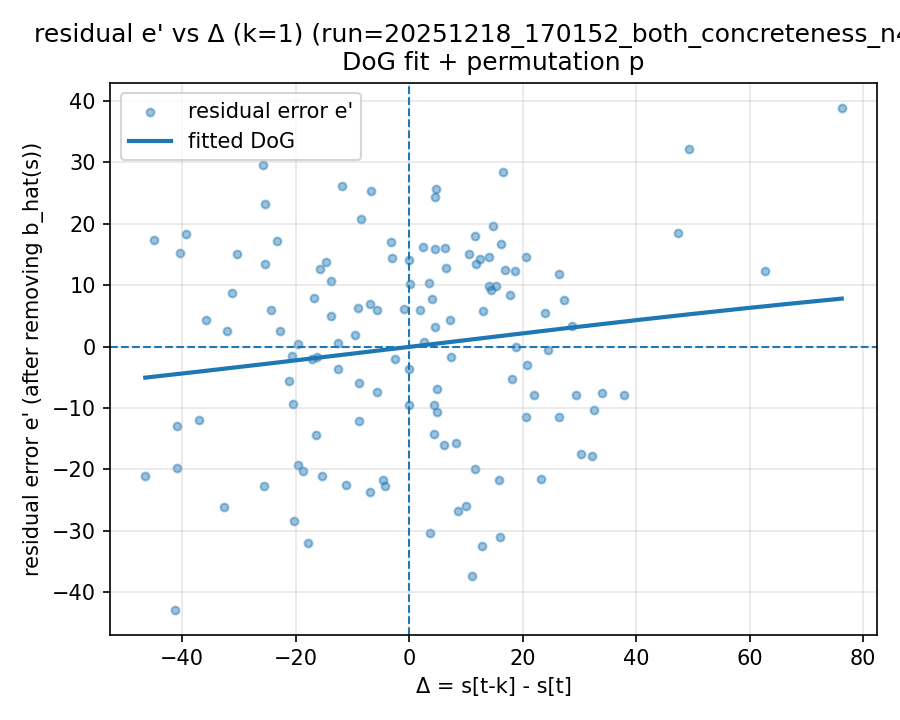 residual e' vs Δ (k=1) (run=20251218_170152_both_concreteness_n4
DoG fit + permutation p
residual error e'
fitted DoG
residual error e' (after removing b_hat(s))
40
30
20
10
0
−10
−20
−30
−40
−40
−20
0
20
40
60
80
Δ = s[t-k] - s[t]